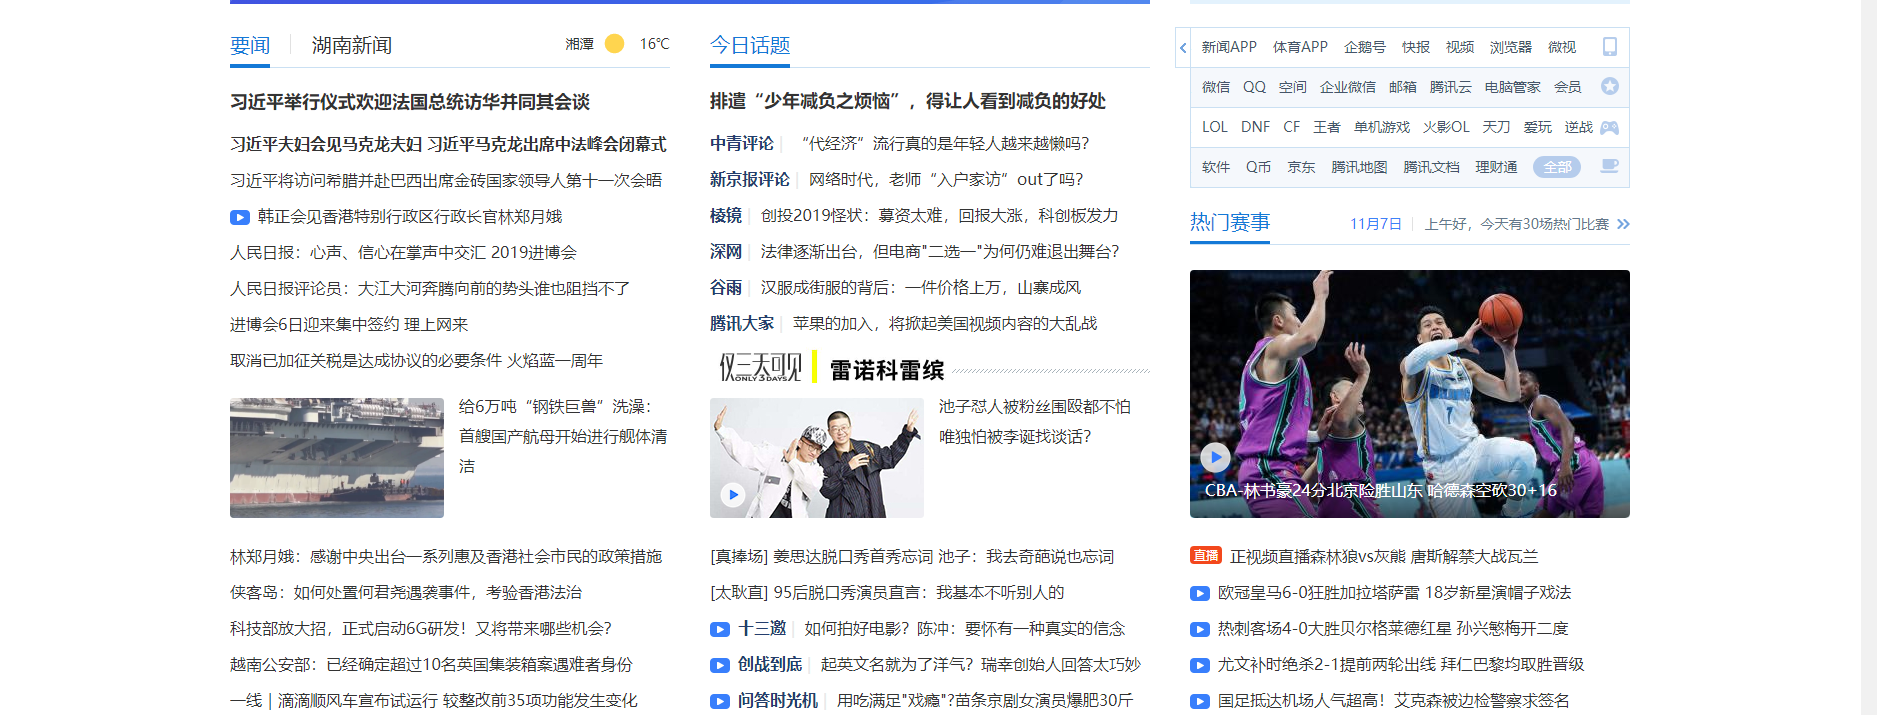 要闻
湖南新闻
湘潭 16℃
习近平举行仪式欢迎法国总统访华并同其会谈
习近平夫妇会见马克龙夫妇 习近平马克龙出席中法峰会闭幕式
习近平将访问希腊并赴巴西出席金砖国家领导人第十一次会晤
韩正会见香港特别行政区行政长官林郑月娥
人民日报：心声、信心在掌声中交汇 2019进博会
人民日报评论员：大江大河奔腾向前的势头谁也阻挡不了
进博会6日迎来集中签约 理上网来
取消已加征关税是达成协议的必要条件 火焰蓝一周年
给6万吨“钢铁巨兽”洗澡：
首艘国产航母开始进行舰体清
洁
林郑月娥：感谢中央出台一系列惠及香港社会市民的政策措施
侠客岛：如何处置何君尧遇袭事件，考验香港法治
科技部放大招，正式启动6G研发！又将带来哪些机会？
越南公安部：已经确定超过10名英国集装箱案遇难者身份
一线 | 滴滴顺风车宣布试运行 较整改前35项功能发生变化
今日话题
排遣“少年减负之烦恼”，得让人看到减负的好处
中青评论 “代经济”流行真的是年轻人越来越懒吗？
新京报评论 网络时代，老师“入户家访”out了吗？
棱镜 创投2019怪状：募资太难，回报大涨，科创板发力
深网 法律逐渐出台，但电商"二选一"为何仍难退出舞台？
谷雨 汉服成街服的背后：一件价格上万，山寨成风
腾讯大家 苹果的加入，将掀起美国视频内容的大乱战
仅三天可见 ONLY 3 DAYS 雷诺科雷缤
池子怼人被粉丝围殴都不怕
唯独怕被李诞找谈话？
[真捧场] 姜思达脱口秀首秀忘词 池子：我去奇葩说也忘词
[太耿直] 95后脱口秀演员直言：我基本不听别人的
十三邀 如何拍好电影？陈冲：要怀有一种真实的信念
创战到底 起英文名就为了洋气？瑞幸创始人回答太巧妙
问答时光机 用吃满足"戏瘾"?苗条京剧女演员爆肥30斤
新闻APP 体育APP 企鹅号 快报 视频 浏览器 微视
微信 QQ 空间 企业微信 邮箱 腾讯云 电脑管家 会员
LOL DNF CF 王者 单机游戏 火影OL 天刀 爱玩 逆战
软件 Q币 京东 腾讯地图 腾讯文档 理财通 全部
热门赛事
11月7日 上午好，今天有30场热门比赛
CBA-林书豪24分北京险胜山东 哈德森空砍30+16
直播 正视频直播森林狼vs灰熊 唐斯解禁大战瓦兰
欧冠皇马6-0狂胜加拉塔萨雷 18岁新星演帽子戏法
热刺客场4-0大胜贝尔格莱德红星 孙兴慜梅开二度
尤文补时绝杀2-1提前两轮出线 拜仁巴黎均取胜晋级
国足抵达机场人气超高！艾克森被边检警察求签名